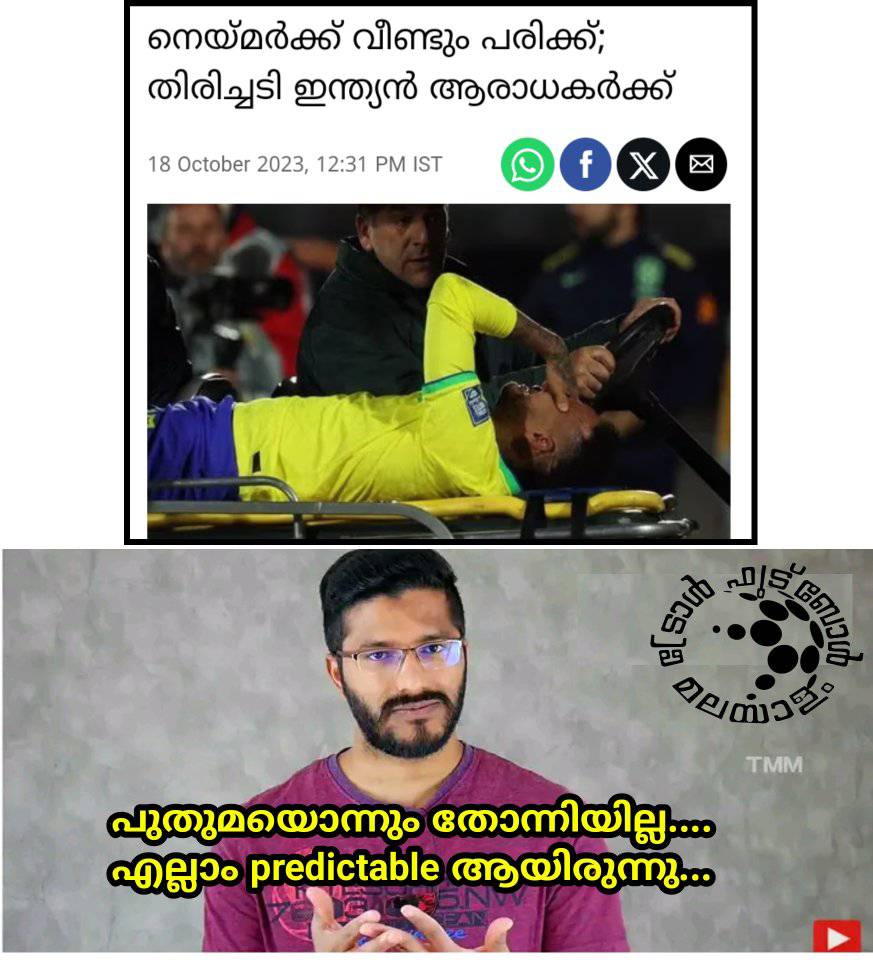 നെയ്മർക്ക് വീണ്ടും പരിക്ക്;
തിരിച്ചടി ഇന്ത്യൻ ആരാധകർക്ക്
18 October 2023, 12:31 PM IST
ട്രോൾ ഫുട്ബോൾ
മലയാളം
TMM
പുതുമയൊന്നും തോന്നിയില്ല....
എല്ലാം predictable ആയിരുന്നു...